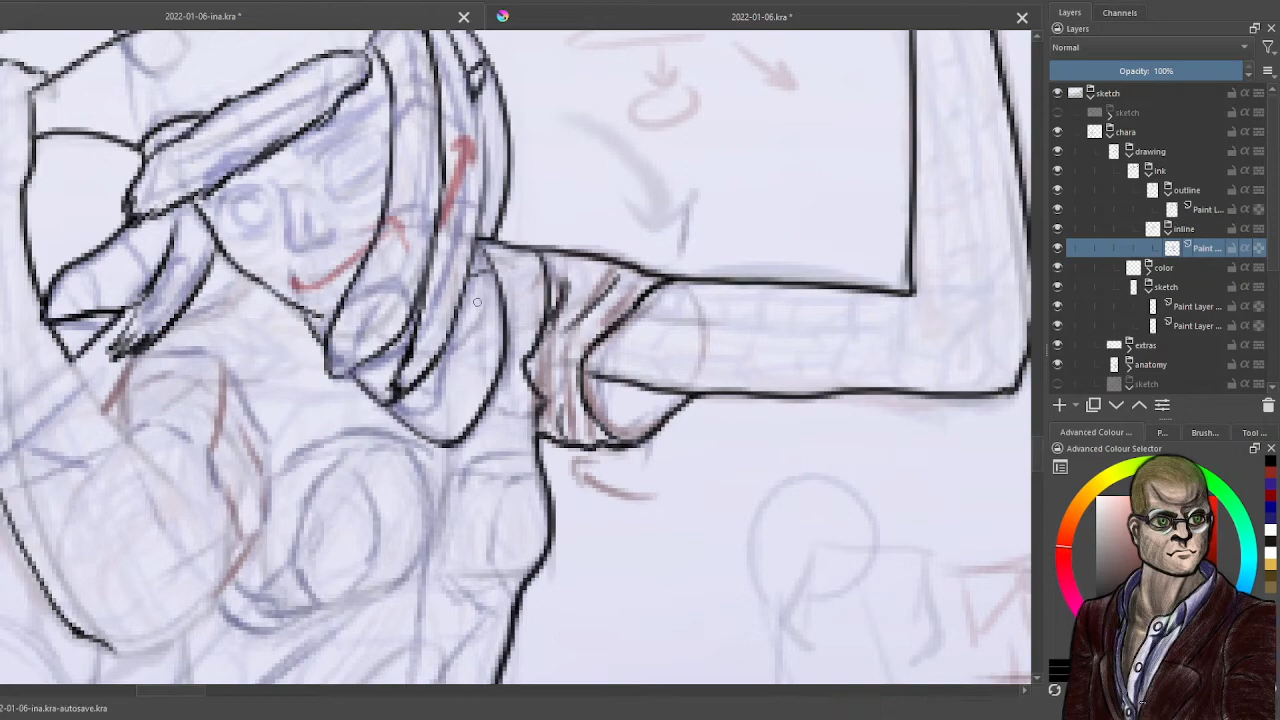 2022-01-06-ina.kra *
2022-01-06.kra *
Layers
Channels
Layers
Normal
Opacity: 100%
sketch
sketch
chara
drawing
ink
outline
Paint L...
inline
Paint ...
color
sketch
Paint Layer ...
Paint Layer ...
extras
anatomy
sketch
Advanced Colour ...
P...
Brush...
Tool ...
Advanced Colour Selector
2-01-06-ina.kra-autosave.kra